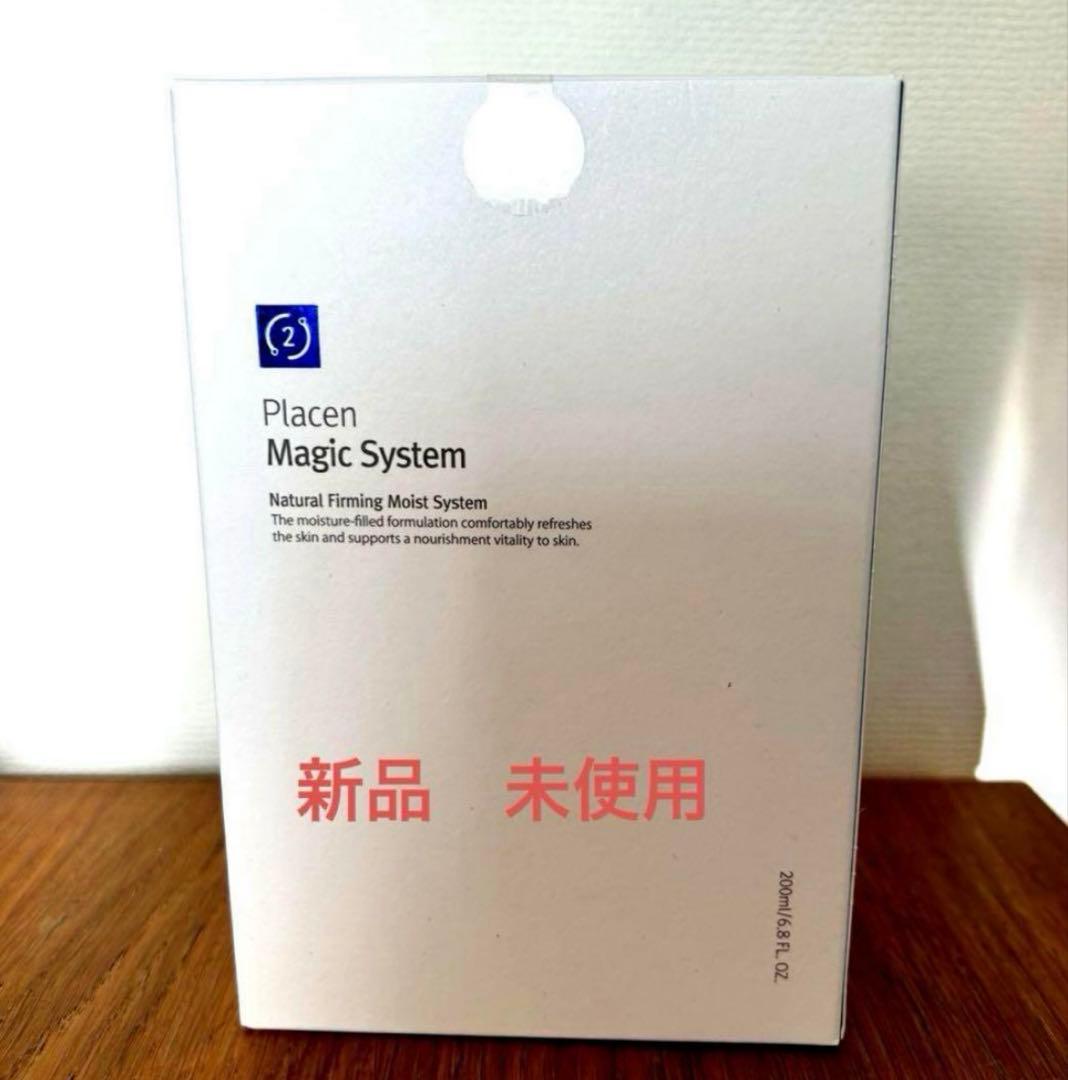 2
Placen
Magic System
Natural Firming Moist System
The moisture-filled formulation comfortably refreshes
the skin and supports a nourishment vitality to skin.
新品　未使用
200ml/6.8 FL. OZ.